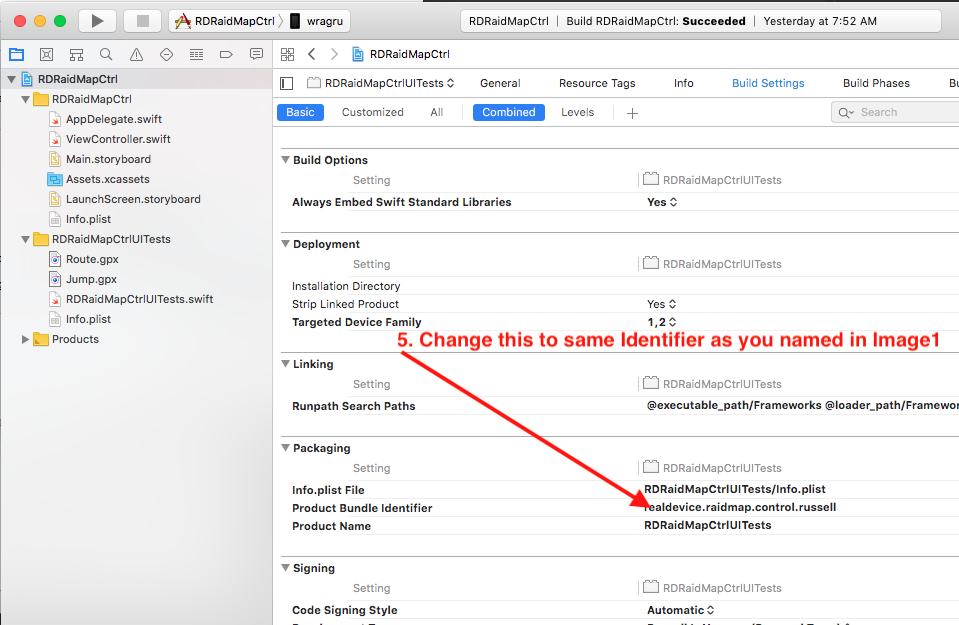 RDRaidMapCtrl wragru RDRaidMapCtrl Build RDRaidMapCtrl: Succeeded Yesterday at 7:52 AM
RDRaidMapCtrl
RDRaidMapCtrl
RDRaidMapCtrl
AppDelegate.swift
ViewController.swift
Main.storyboard
Assets.xcassets
LaunchScreen.storyboard
Info.plist
RDRaidMapCtrlUITests
Route.gpx
Jump.gpx
RDRaidMapCtrlUITests.swift
Info.plist
Products
RDRaidMapCtrlUITests General Resource Tags Info Build Settings Build Phases
Basic Customized All Combined Levels + Search
Build Options
Setting RDRaidMapCtrlUITests
Always Embed Swift Standard Libraries Yes
Deployment
Setting RDRaidMapCtrlUITests
Installation Directory
Strip Linked Product Yes
Targeted Device Family 1,2
5. Change this to same Identifier as you named in Image1
Linking
Setting RDRaidMapCtrlUITests
Runpath Search Paths @executable_path/Frameworks @loader_path/Framewor
Packaging
Setting RDRaidMapCtrlUITests
Info.plist File RDRaidMapCtrlUITests/Info.plist
Product Bundle Identifier realdevice.raidmap.control.russell
Product Name RDRaidMapCtrlUITests
Signing
Setting RDRaidMapCtrlUITests
Code Signing Style Automatic